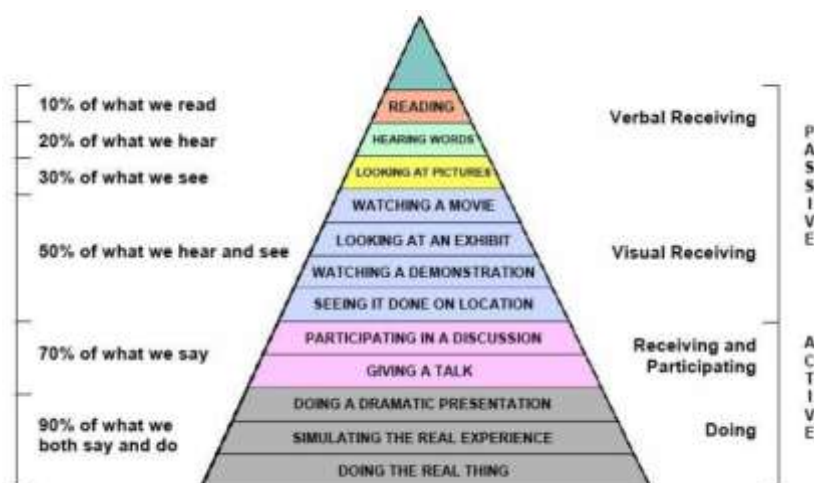 10% of what we read
20% of what we hear
30% of what we see
50% of what we hear and see
70% of what we say
90% of what we
both say and do
READING
HEARING WORDS
LOOKING AT PICTURES
WATCHING A MOVIE
LOOKING AT AN EXHIBIT
WATCHING A DEMONSTRATION
SEEING IT DONE ON LOCATION
PARTICIPATING IN A DISCUSSION
GIVING A TALK
DOING A DRAMATIC PRESENTATION
SIMULATING THE REAL EXPERIENCE
DOING THE REAL THING
Verbal Receiving
Visual Receiving
Receiving and
Participating
Doing
PASSIVE
ACTIVE